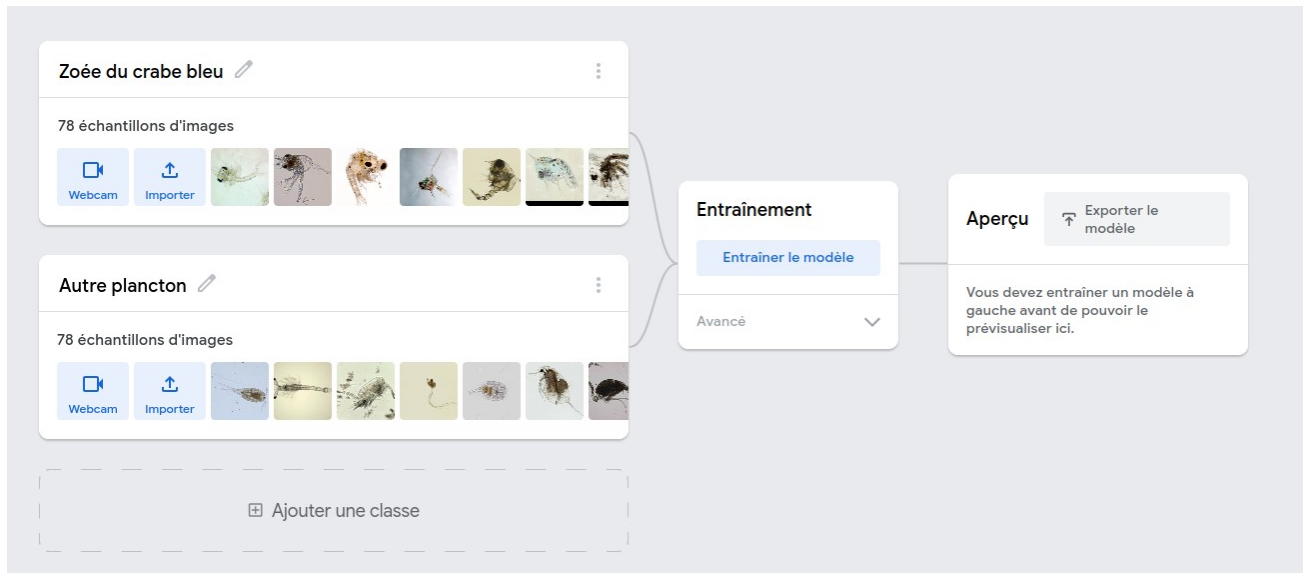 Zoée du crabe bleu
78 échantillons d'images
Webcam
Importer
Autre plancton
78 échantillons d'images
Webcam
Importer
Ajouter une classe
Entraînement
Entraîner le modèle
Avancé
Aperçu
Exporter le
modèle
Vous devez entraîner un modèle à
gauche avant de pouvoir le
prévisualiser ici.